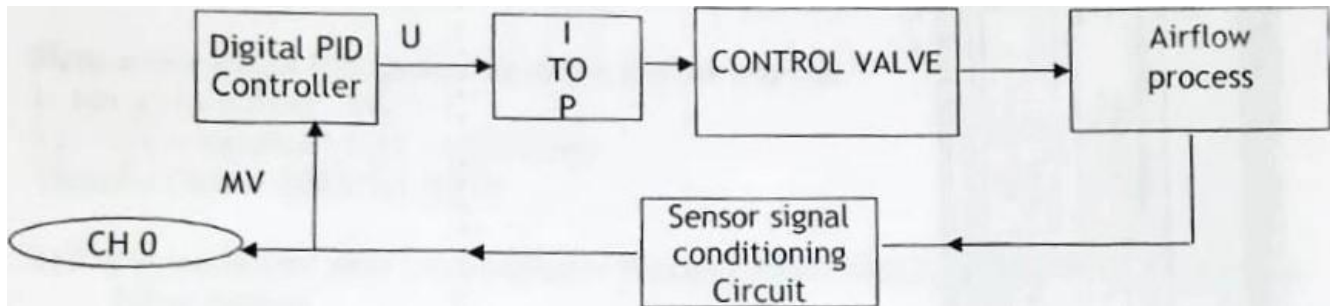 Digital PID
Controller
U
I
TO
P
CONTROL VALVE
Airflow
process
MV
CH 0
Sensor signal
conditioning
Circuit